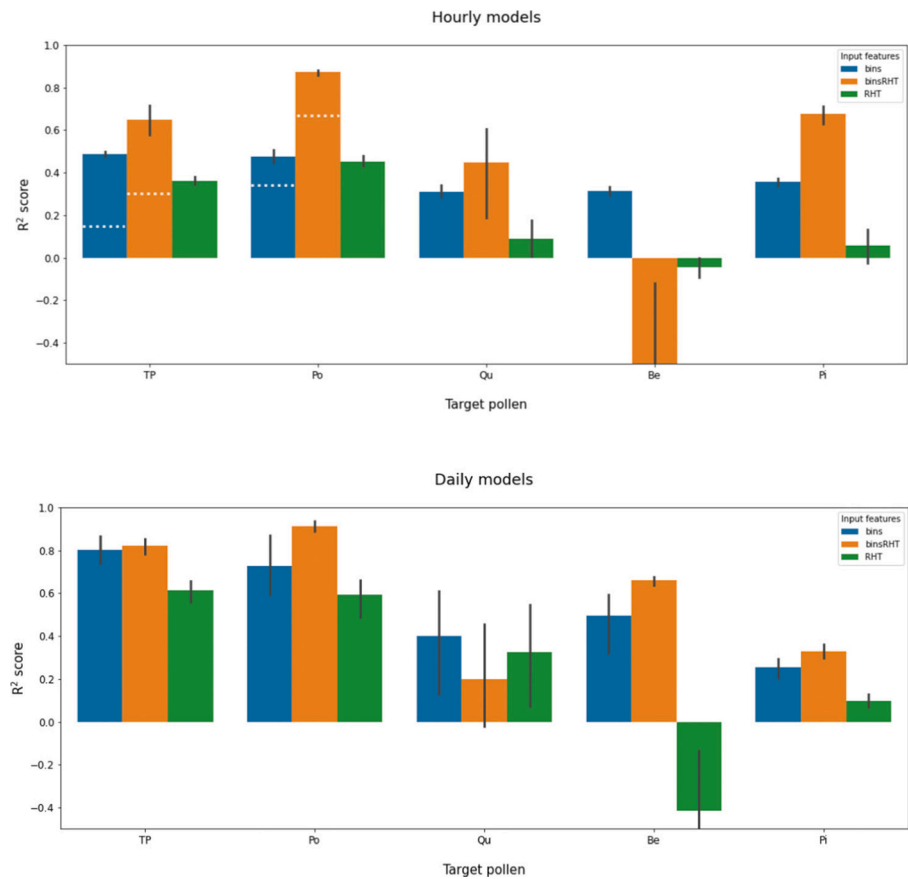 Hourly models
1.0
0.8
0.6
0.4
0.2
0.0
−0.2
−0.4
R² score
Input features
bins
binsRHT
RHT
TP Po Qu Be Pi
Target pollen
Daily models
1.0
0.8
0.6
0.4
0.2
0.0
−0.2
−0.4
R² score
Input features
bins
binsRHT
RHT
TP Po Qu Be Pi
Target pollen